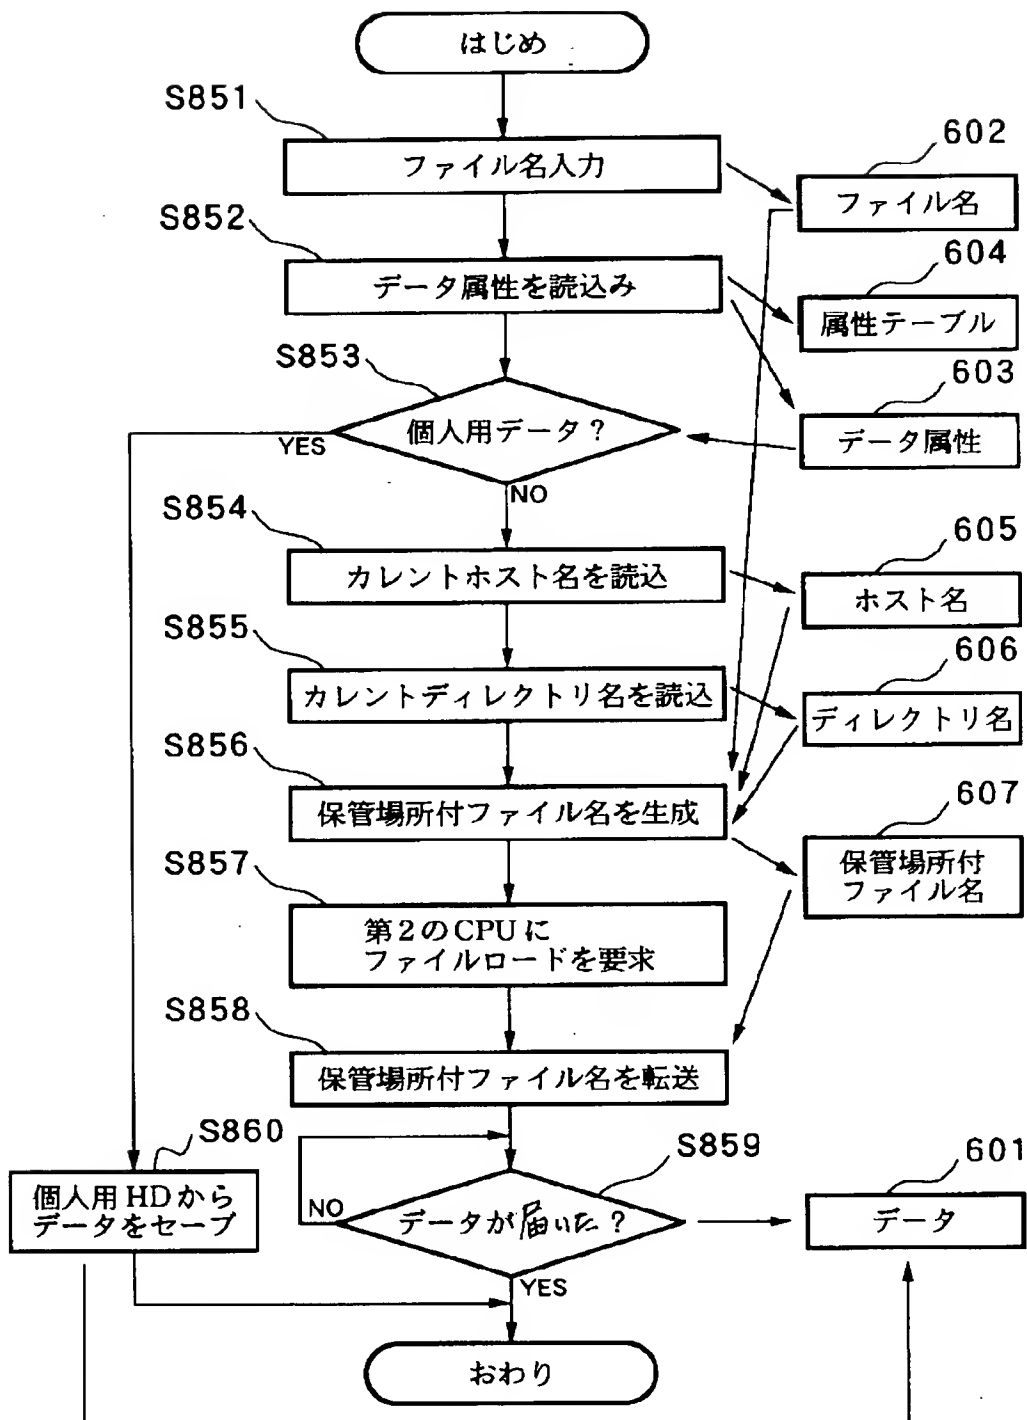 はじめ
S851
ファイル名入力
602
ファイル名
S852
データ属性を読込み
604
属性テーブル
S853
個人用データ?
YES
NO
603
データ属性
S854
カレントホスト名を読込
605
ホスト名
S855
カレントディレクトリ名を読込
606
ディレクトリ名
S856
保管場所付ファイル名を生成
607
保管場所付
ファイル名
S857
第2のCPUに
ファイルロードを要求
S858
保管場所付ファイル名を転送
S860
個人用HDから
データをセーブ
S859
データが届いた?
NO
YES
601
データ
おわり